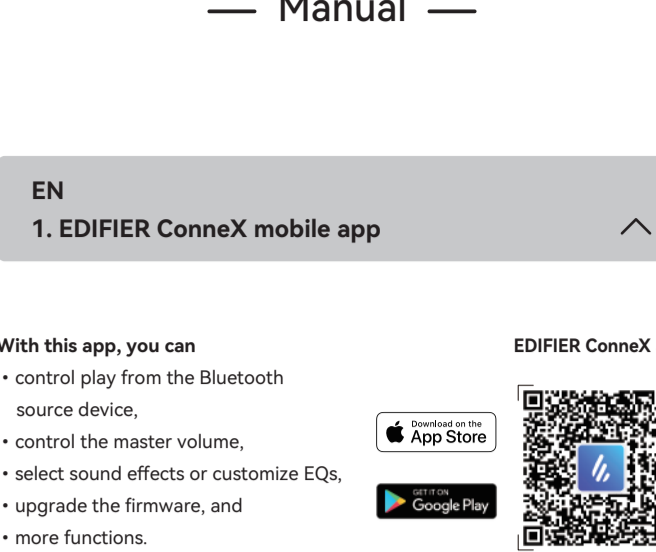 Manual
EN
1. EDIFIER ConneX mobile app
With this app, you can
• control play from the Bluetooth
source device,
• control the master volume,
• select sound effects or customize EQs,
• upgrade the firmware, and
• more functions.
EDIFIER ConneX
Download on the
App Store
GET IT ON
Google Play